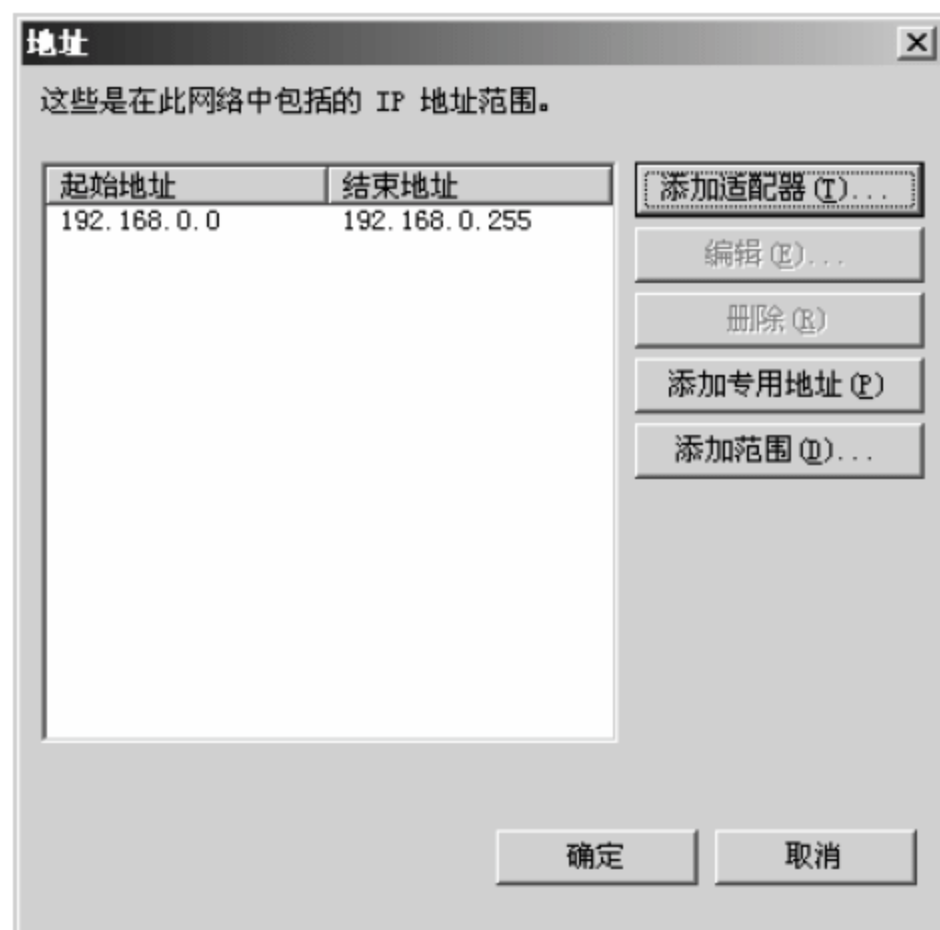 地址
这些是在此网络中包括的 IP 地址范围。
起始地址 结束地址
192.168.0.0 192.168.0.255
添加适配器(T)...
编辑(E)...
删除(R)
添加专用地址(P)
添加范围(D)...
确定 取消